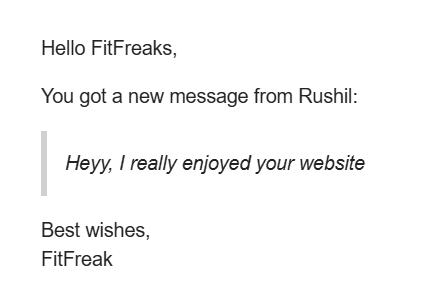 Hello FitFreaks,
You got a new message from Rushil:
Heyy, I really enjoyed your website
Best wishes,
FitFreak